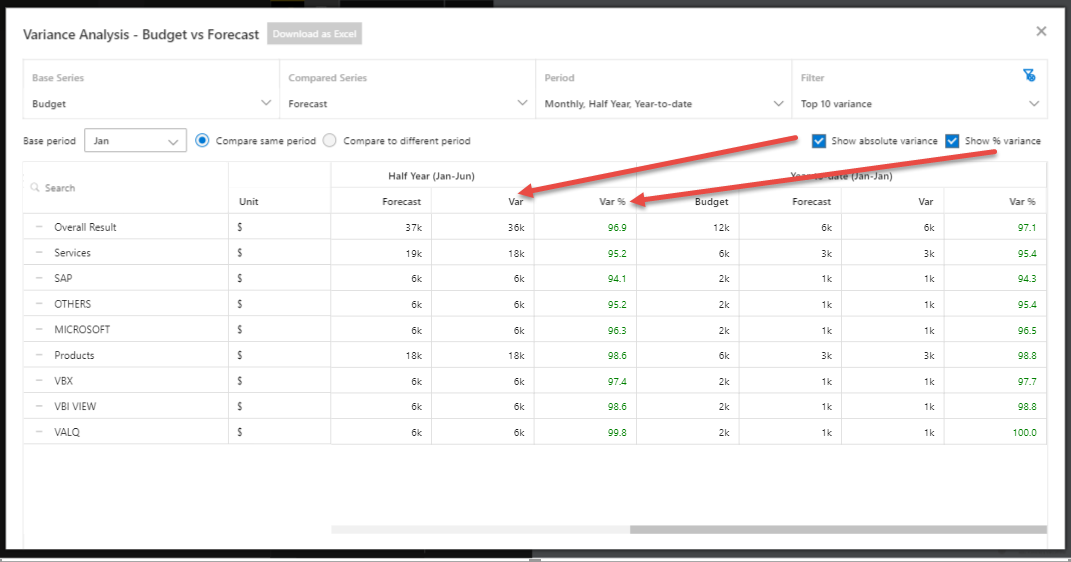 Variance Analysis - Budget vs Forecast Download as Excel
Base Series Compared Series Period Filter
Budget Forecast Monthly, Half Year, Year-to-date Top 10 variance
Base period Jan Compare same period Compare to different period Show absolute variance Show % variance
Half Year (Jan-Jun) Year-to-date (Jan-Jan)
Search
Unit Forecast Var Var % Budget Forecast Var Var %
Overall Result $ 37k 36k 96.9 12k 6k 6k 97.1
Services $ 19k 18k 95.2 6k 3k 3k 95.4
SAP $ 6k 6k 94.1 2k 1k 1k 94.3
OTHERS $ 6k 6k 95.2 2k 1k 1k 95.4
MICROSOFT $ 6k 6k 96.3 2k 1k 1k 96.5
Products $ 18k 18k 98.6 6k 3k 3k 98.8
VBX $ 6k 6k 97.4 2k 1k 1k 97.7
VBI VIEW $ 6k 6k 98.6 2k 1k 1k 98.8
VALQ $ 6k 6k 99.8 2k 1k 1k 100.0